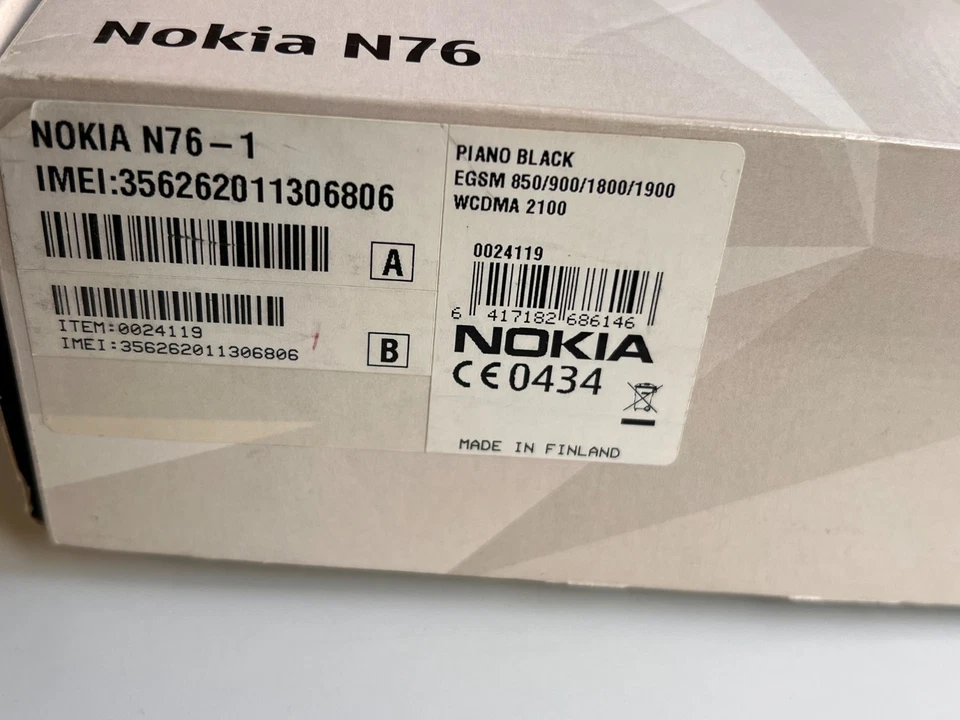 Nokia N76
NOKIA N76-1
IMEI:356262011306806
A
ITEM:0024119
IMEI:356262011306806
B
PIANO BLACK
EGSM 850/900/1800/1900
WCDMA 2100
0024119
6 417182 686146
NOKIA
CE0434
MADE IN FINLAND